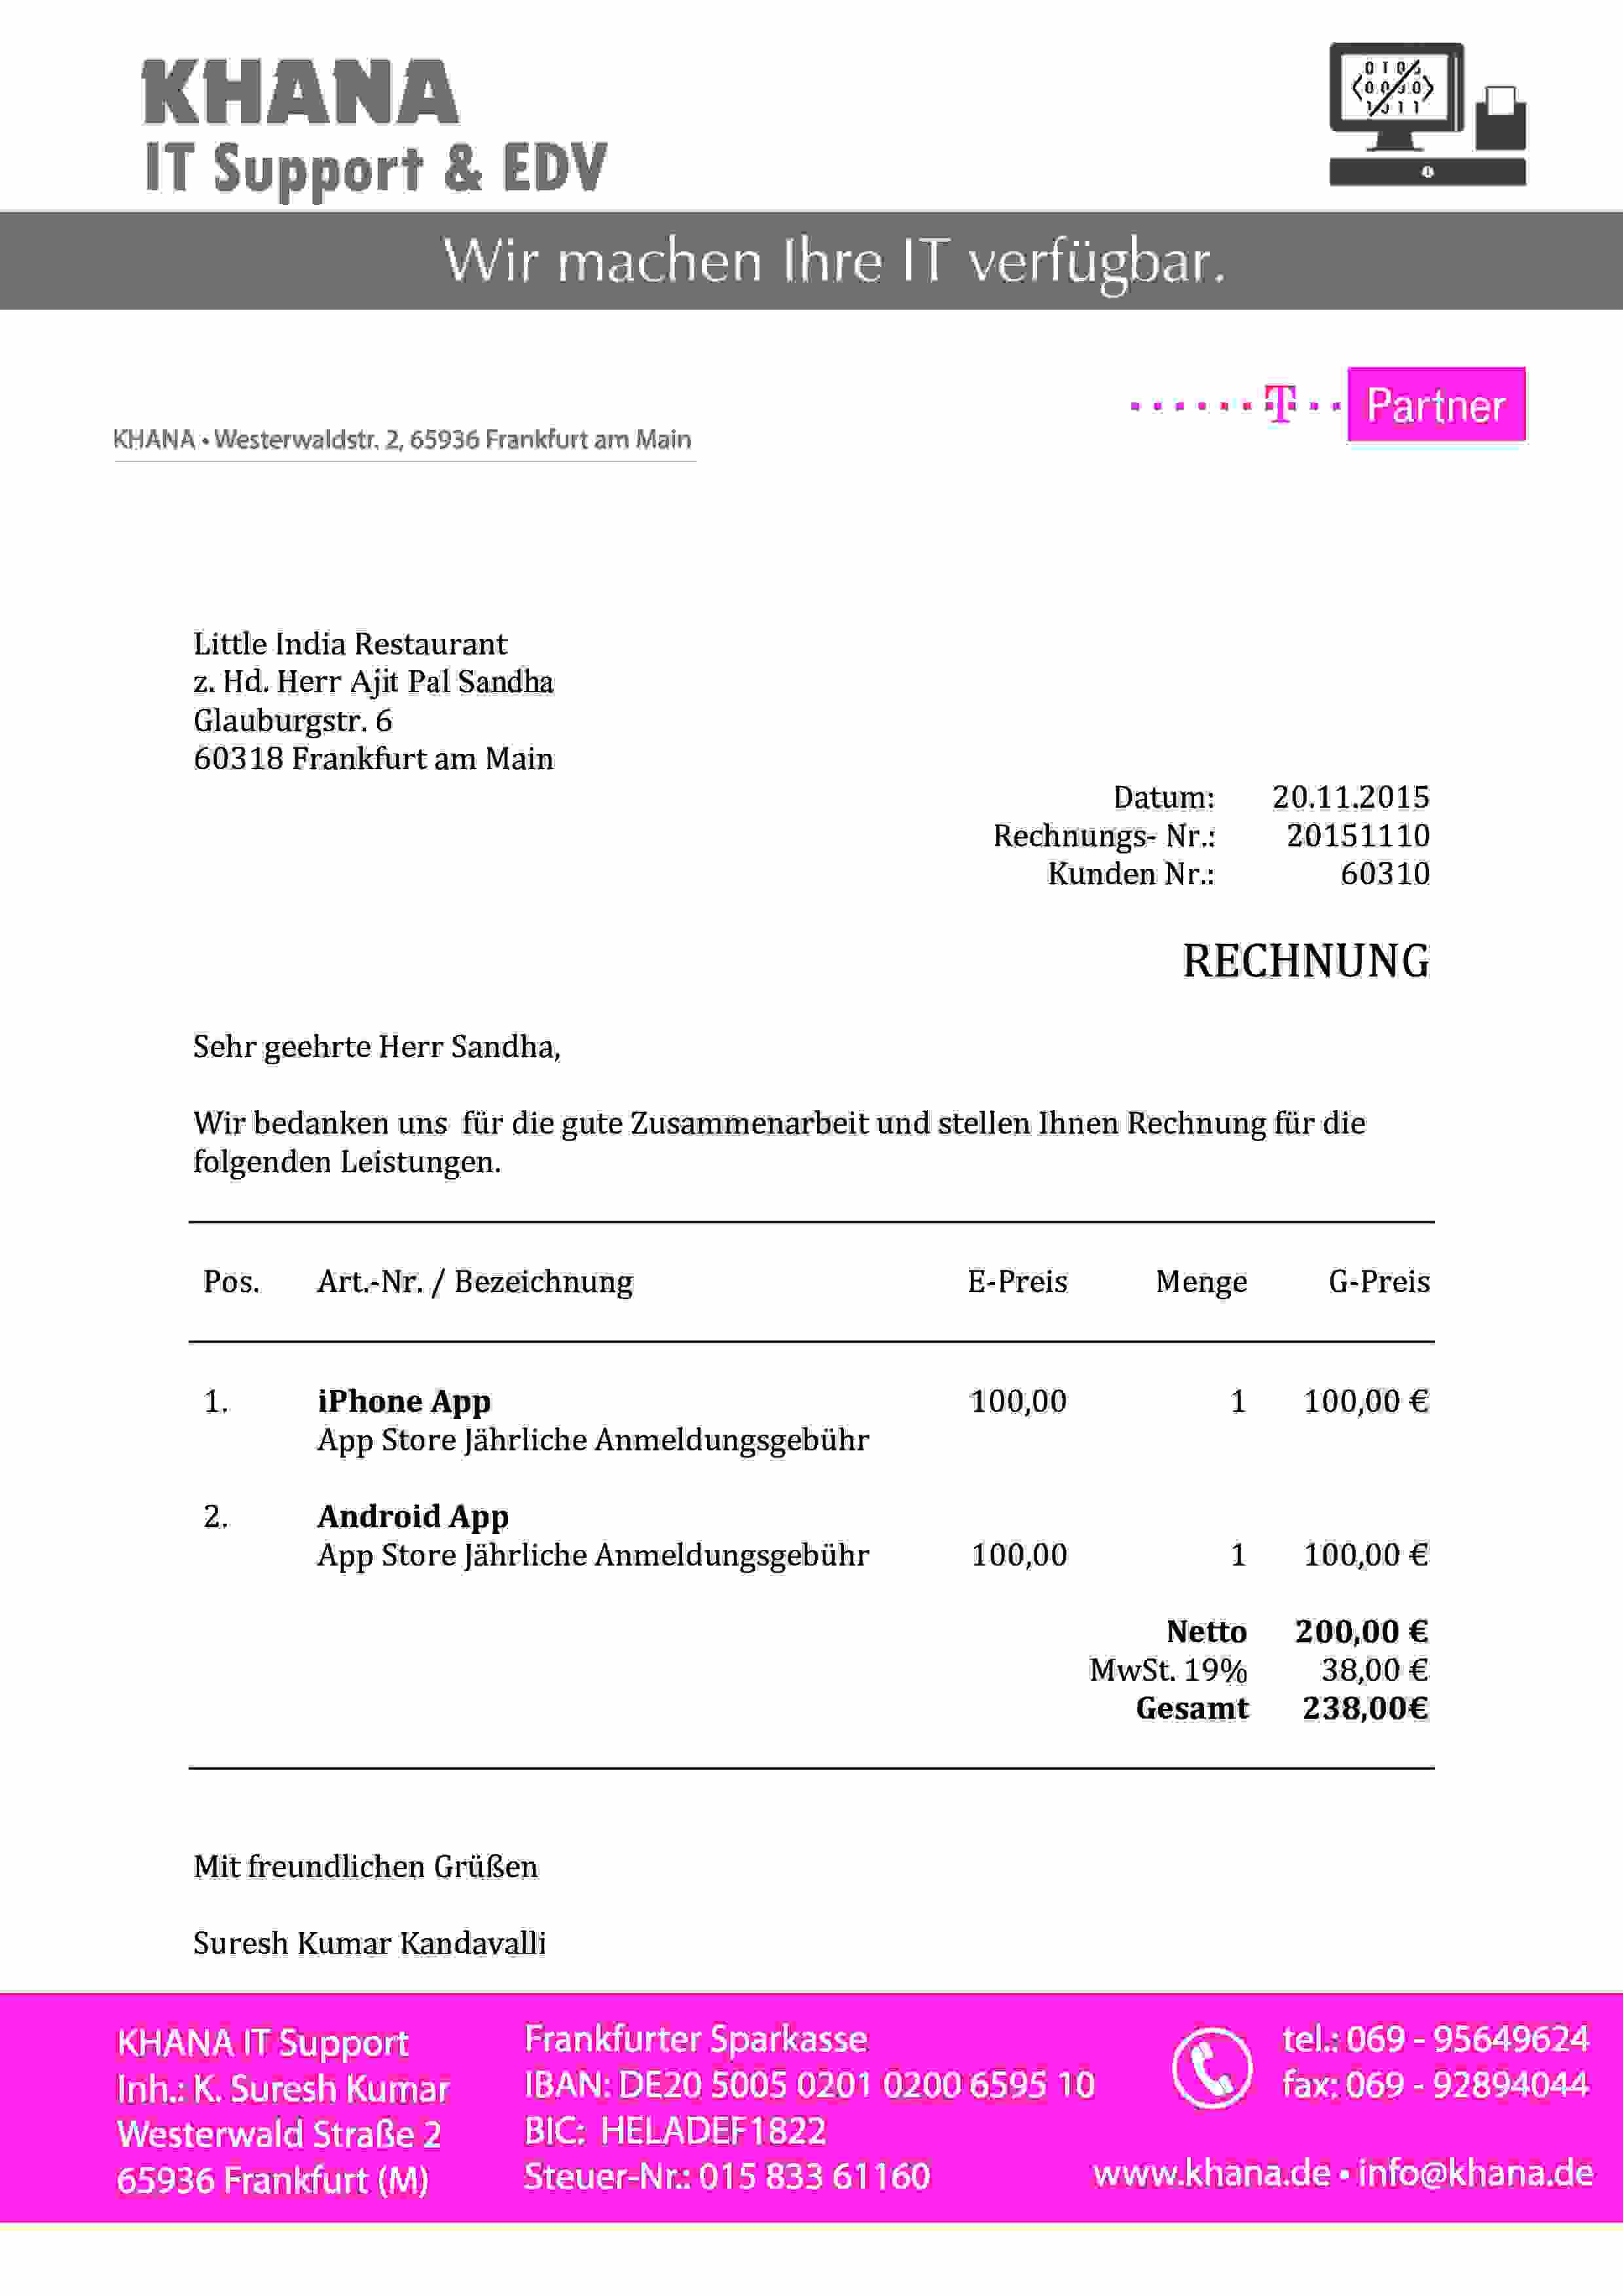 KHANA
IT Support & EDV
Wir machen Ihre IT verfügbar.
T Partner
KHANA • Westerwaldstr. 2, 65936 Frankfurt am Main
Little India Restaurant
z. Hd. Herr Ajit Pal Sandha
Glauburgstr. 6
60318 Frankfurt am Main
Datum: 20.11.2015
Rechnungs- Nr.: 20151110
Kunden Nr.: 60310
RECHNUNG
Sehr geehrte Herr Sandha,
Wir bedanken uns für die gute Zusammenarbeit und stellen Ihnen Rechnung für die
folgenden Leistungen.
Pos. Art.-Nr. / Bezeichnung E-Preis Menge G-Preis
1. iPhone App 100,00 1 100,00 €
App Store Jährliche Anmeldungsgebühr
2. Android App
App Store Jährliche Anmeldungsgebühr 100,00 1 100,00 €
Netto 200,00 €
MwSt. 19% 38,00 €
Gesamt 238,00€
Mit freundlichen Grüßen
Suresh Kumar Kandavalli
KHANA IT Support
Inh.: K. Suresh Kumar
Westerwald Straße 2
65936 Frankfurt (M)
Frankfurter Sparkasse
IBAN: DE20 5005 0201 0200 6595 10
BIC: HELADEF1822
Steuer-Nr.: 015 833 61160
tel.: 069 - 95649624
fax: 069 - 92894044
www.khana.de • info@khana.de